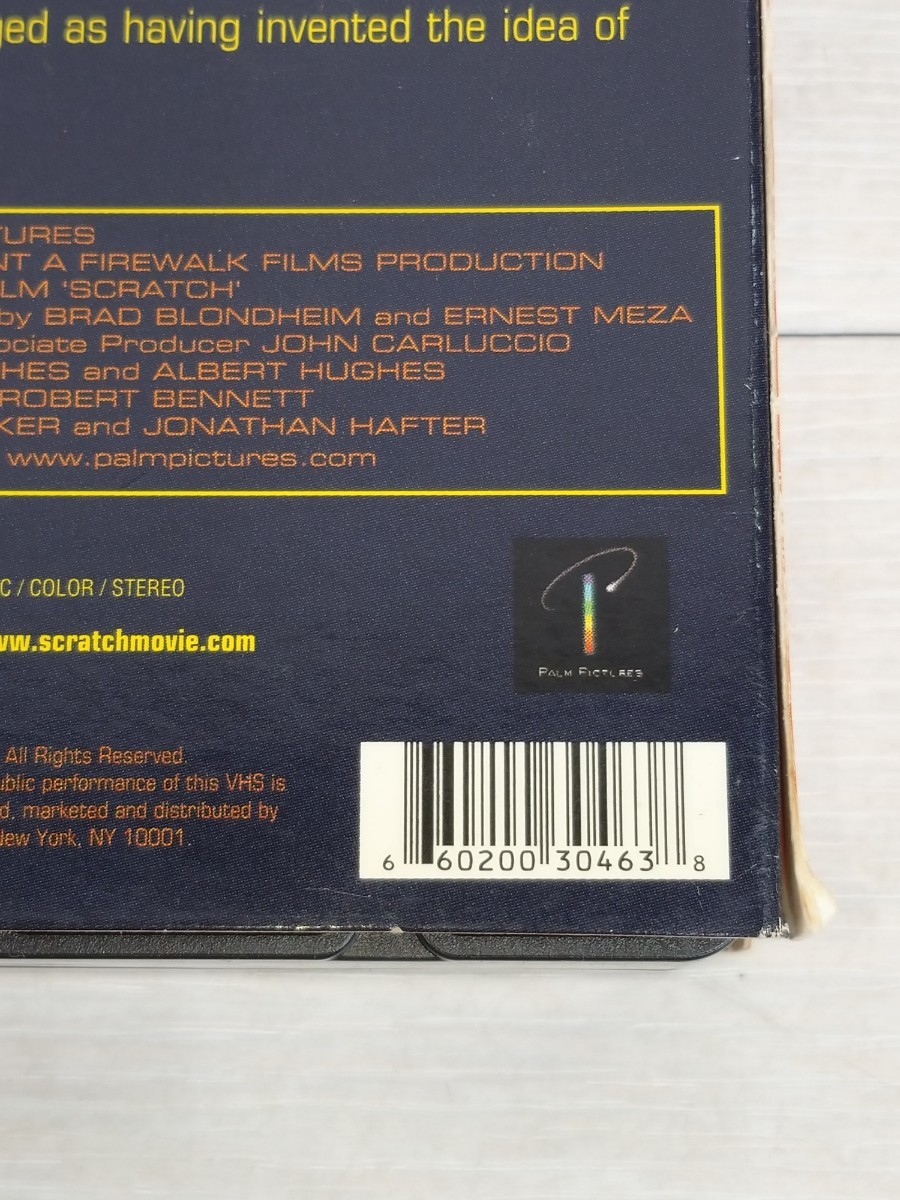 ged as having invented the idea of
TURES
NT A FIREWALK FILMS PRODUCTION
LM 'SCRATCH'
by BRAD BLONDHEIM and ERNEST MEZA
ociate Producer JOHN CARLUCCIO
HES and ALBERT HUGHES
ROBERT BENNETT
KER and JONATHAN HAFTER
www.palmpictures.com
C / COLOR / STEREO
ww.scratchmovie.com
PALM PICTURES
All Rights Reserved.
ublic performance of this VHS is
d, marketed and distributed by
New York, NY 10001.
6 60200 30463 8